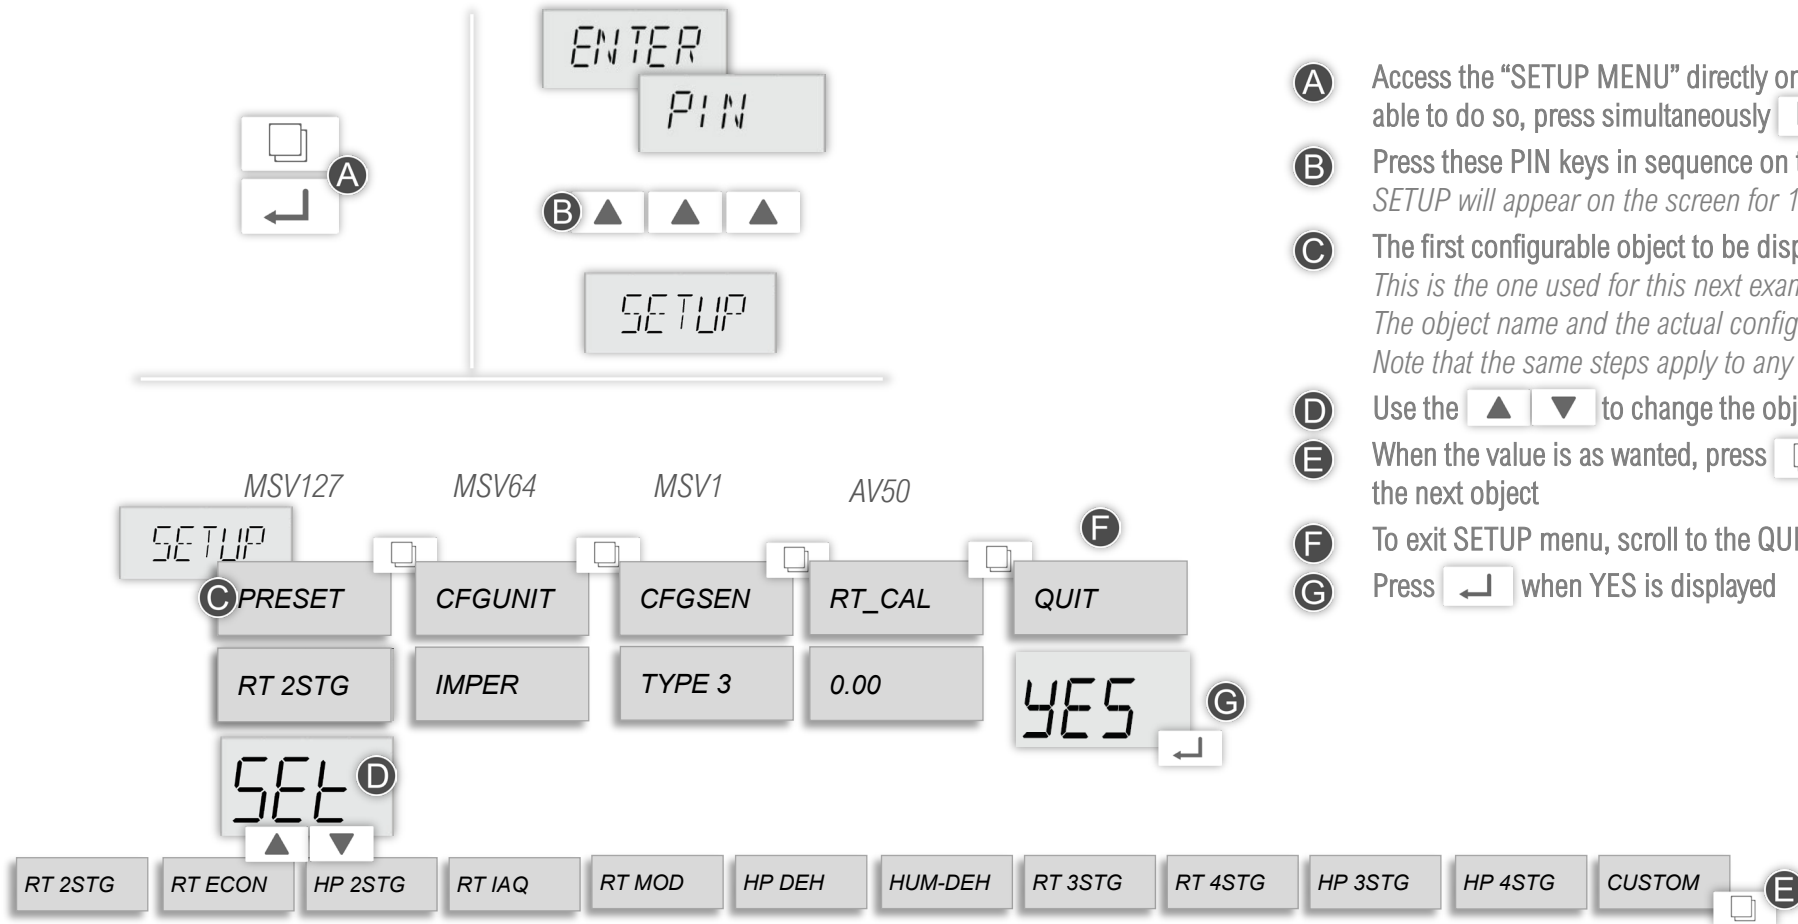 ENTER
PIN
A
B
SETUP
MSV127 MSV64 MSV1 AV50
SETUP
F
C PRESET CFGUNIT CFGSEN RT_CAL QUIT
RT 2STG IMPER TYPE 3 0.00 YES G
SEt D
RT 2STG RT ECON HP 2STG RT IAQ RT MOD HP DEH HUM-DEH RT 3STG RT 4STG HP 3STG HP 4STG CUSTOM E
A Access the “SETUP MENU” directly or
able to do so, press simultaneously
B Press these PIN keys in sequence on
SETUP will appear on the screen for 1
C The first configurable object to be
This is the one used for this next
The object name and the actual
Note that the same steps apply to any
D Use the ▲ ▼ to change the
E When the value is as wanted, press
the next object
F To exit SETUP menu, scroll to the
G Press when YES is displayed